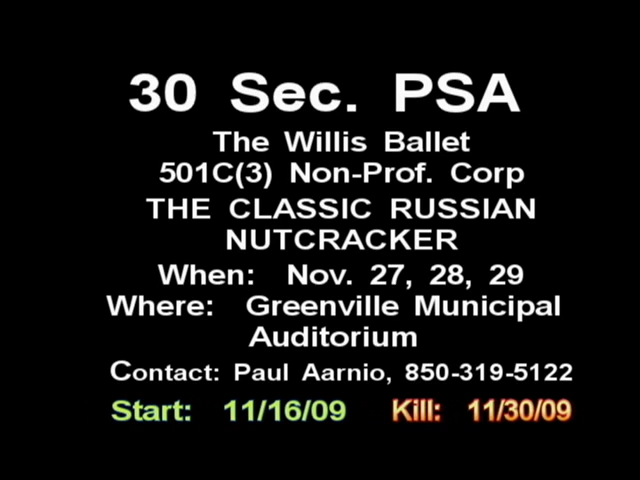 30 Sec. PSA
The Willis Ballet
501C(3) Non-Prof. Corp
THE CLASSIC RUSSIAN
NUTCRACKER
When: Nov. 27, 28, 29
Where: Greenville Municipal
Auditorium
Contact: Paul Aarnio, 850-319-5122
Start: 11/16/09 Kill: 11/30/09